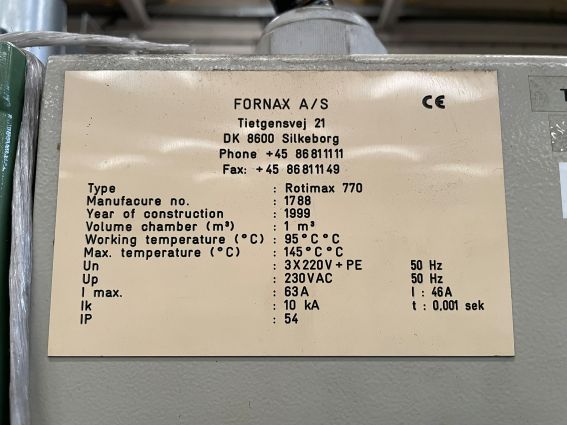 FORNAX A/S
CE
Tietgensvej 21
DK 8600 Silkeborg
Phone +45 86811111
Fax: +45 86811149
Type : Rotimax 770
Manufacure no. : 1788
Year of construction : 1999
Volume chamber (m³) : 1 m³
Working temperature (°C) : 95°C°C
Max. temperature (°C) : 145°C°C
Un : 3X220V+PE 50 Hz
Up : 230VAC 50 Hz
I max. : 63A I : 46A
Ik : 10 kA t : 0,001 sek
IP : 54